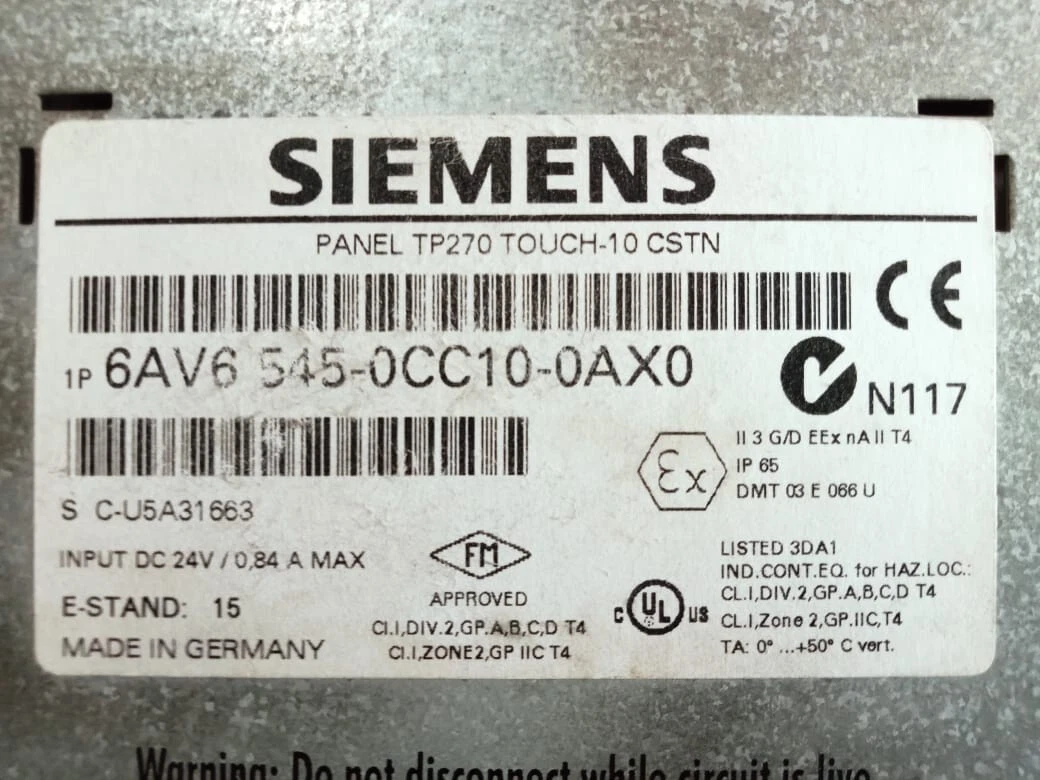 SIEMENS
PANEL TP270 TOUCH-10 CSTN
CE
1P 6AV6 545-0CC10-0AX0
N117
S C-U5A31663
Ex
II 3 G/D EEx nA II T4
IP 65
DMT 03 E 066 U
INPUT DC 24V / 0,84 A MAX
E-STAND: 15
MADE IN GERMANY
FM
APPROVED
CI.I,DIV.2,GP.A,B,C,D T4
CI.I,ZONE2,GP IIC T4
C UL US
LISTED 3DA1
IND.CONT.EQ. for HAZ.LOC.:
CL.I,DIV.2,GP.A,B,C,D T4
CL.I,Zone 2,GP.IIC,T4
TA: 0° ...+50° C vert.
Warning: Do not disconnect while circuit is live